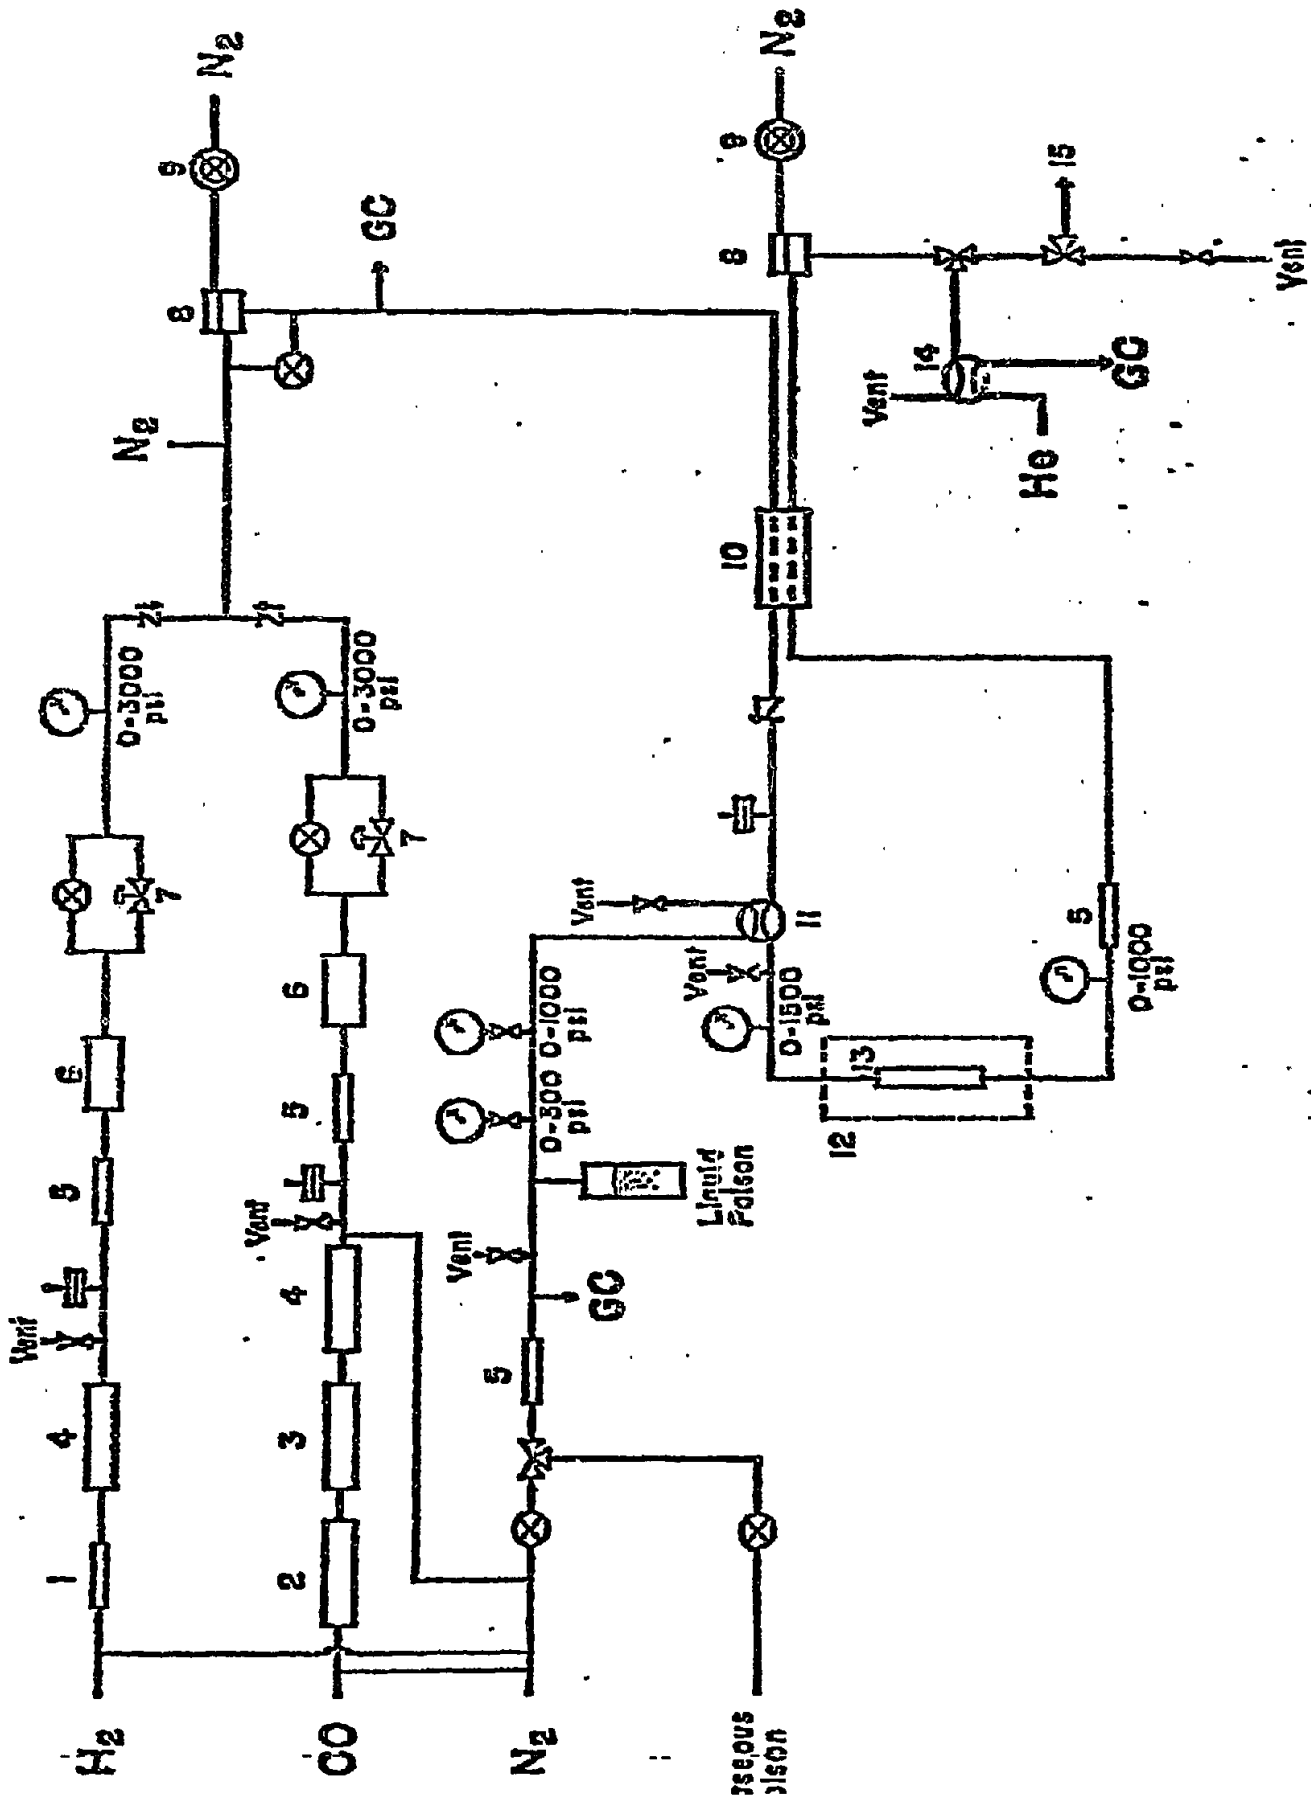 H2
1
4
Vent
5
6
7
0-3000
psi
N2
8
9
N2
GC
CO
2
3
4
Vent
5
6
7
0-3000
psi
N2
5
GC
Vent
Liquid
Poison
0-300
psi
0-1000
psi
Vent
11
Vent
0-1500
psi
12
13
0-1000
psi
5
10
8
9
N2
14
Vent
He
GC
15
Vent